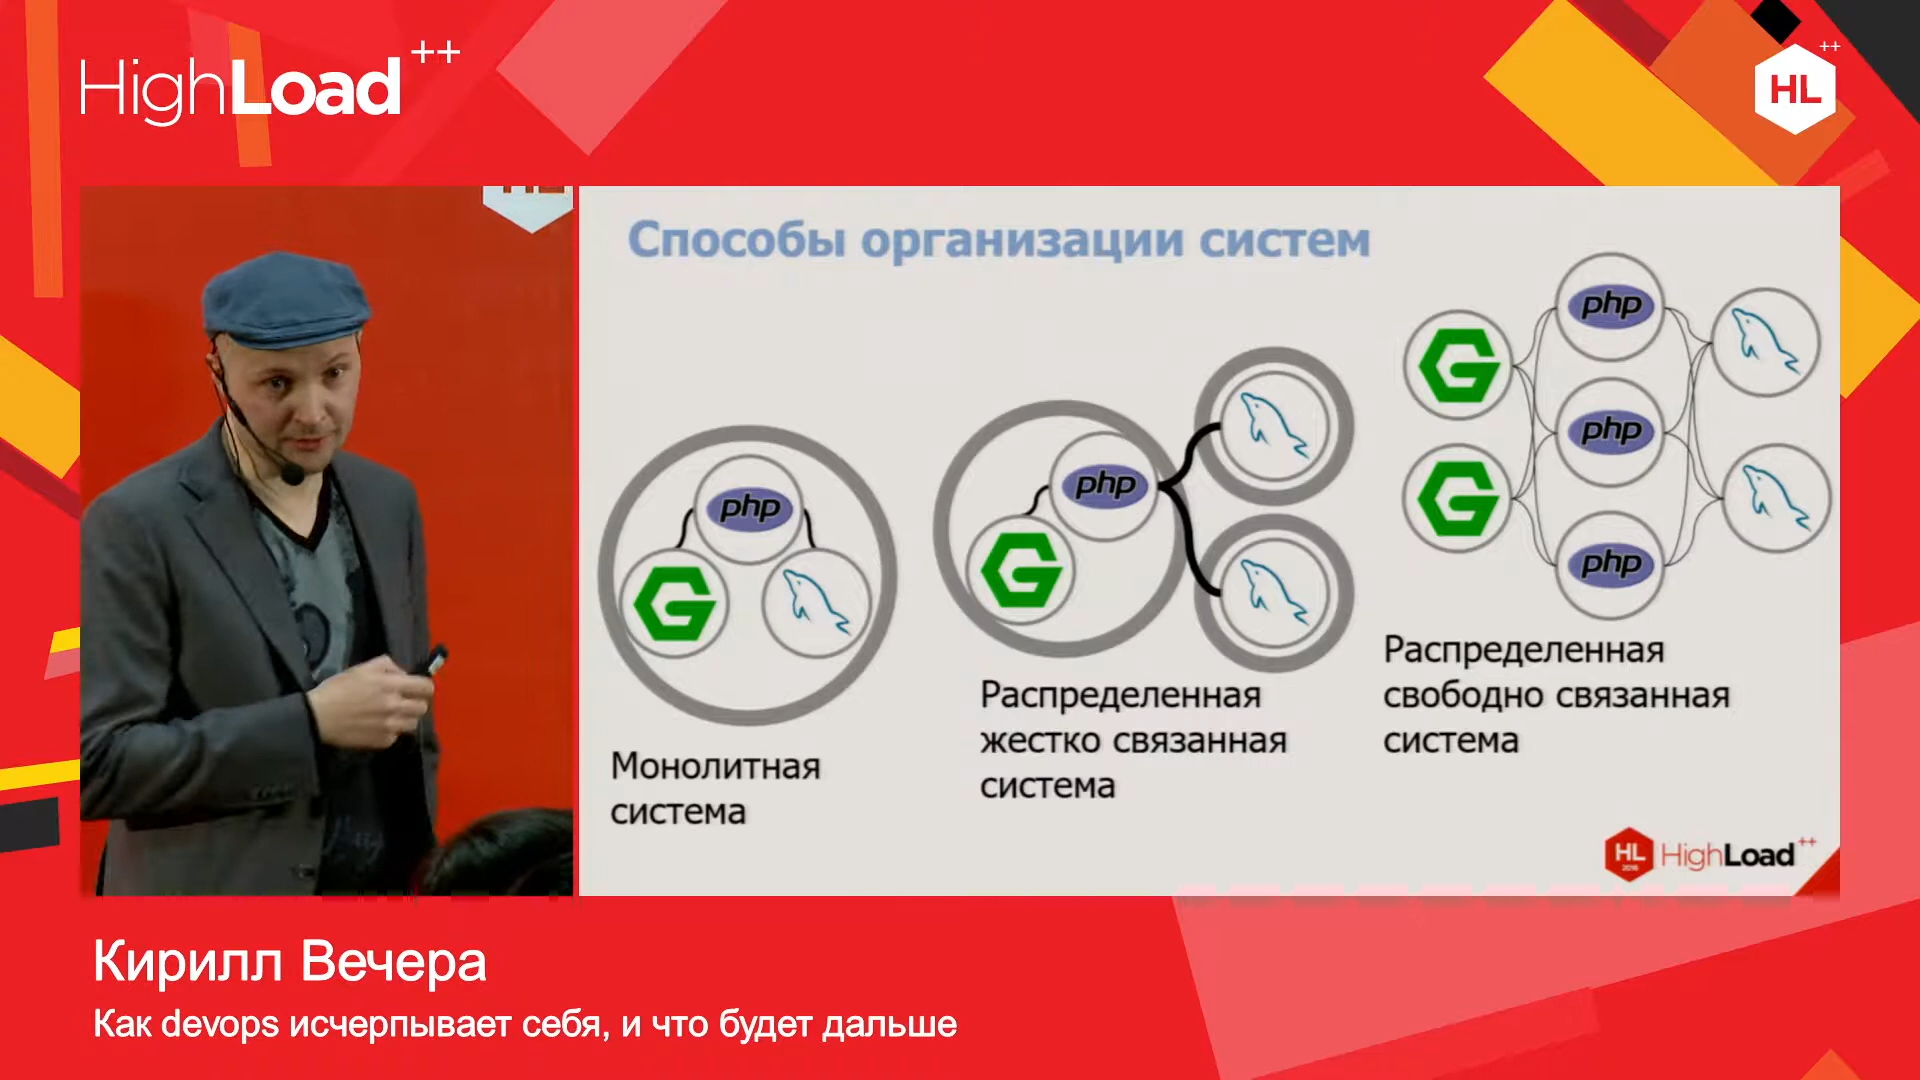 HighLoad++
HL++
Способы организации систем
php
php
php
php
php
Монолитная
система
Распределенная
жестко связанная
система
Распределенная
свободно связанная
система
HL
HighLoad++
Кирилл Вечера
Как devops исчерпывает себя, и что будет дальше